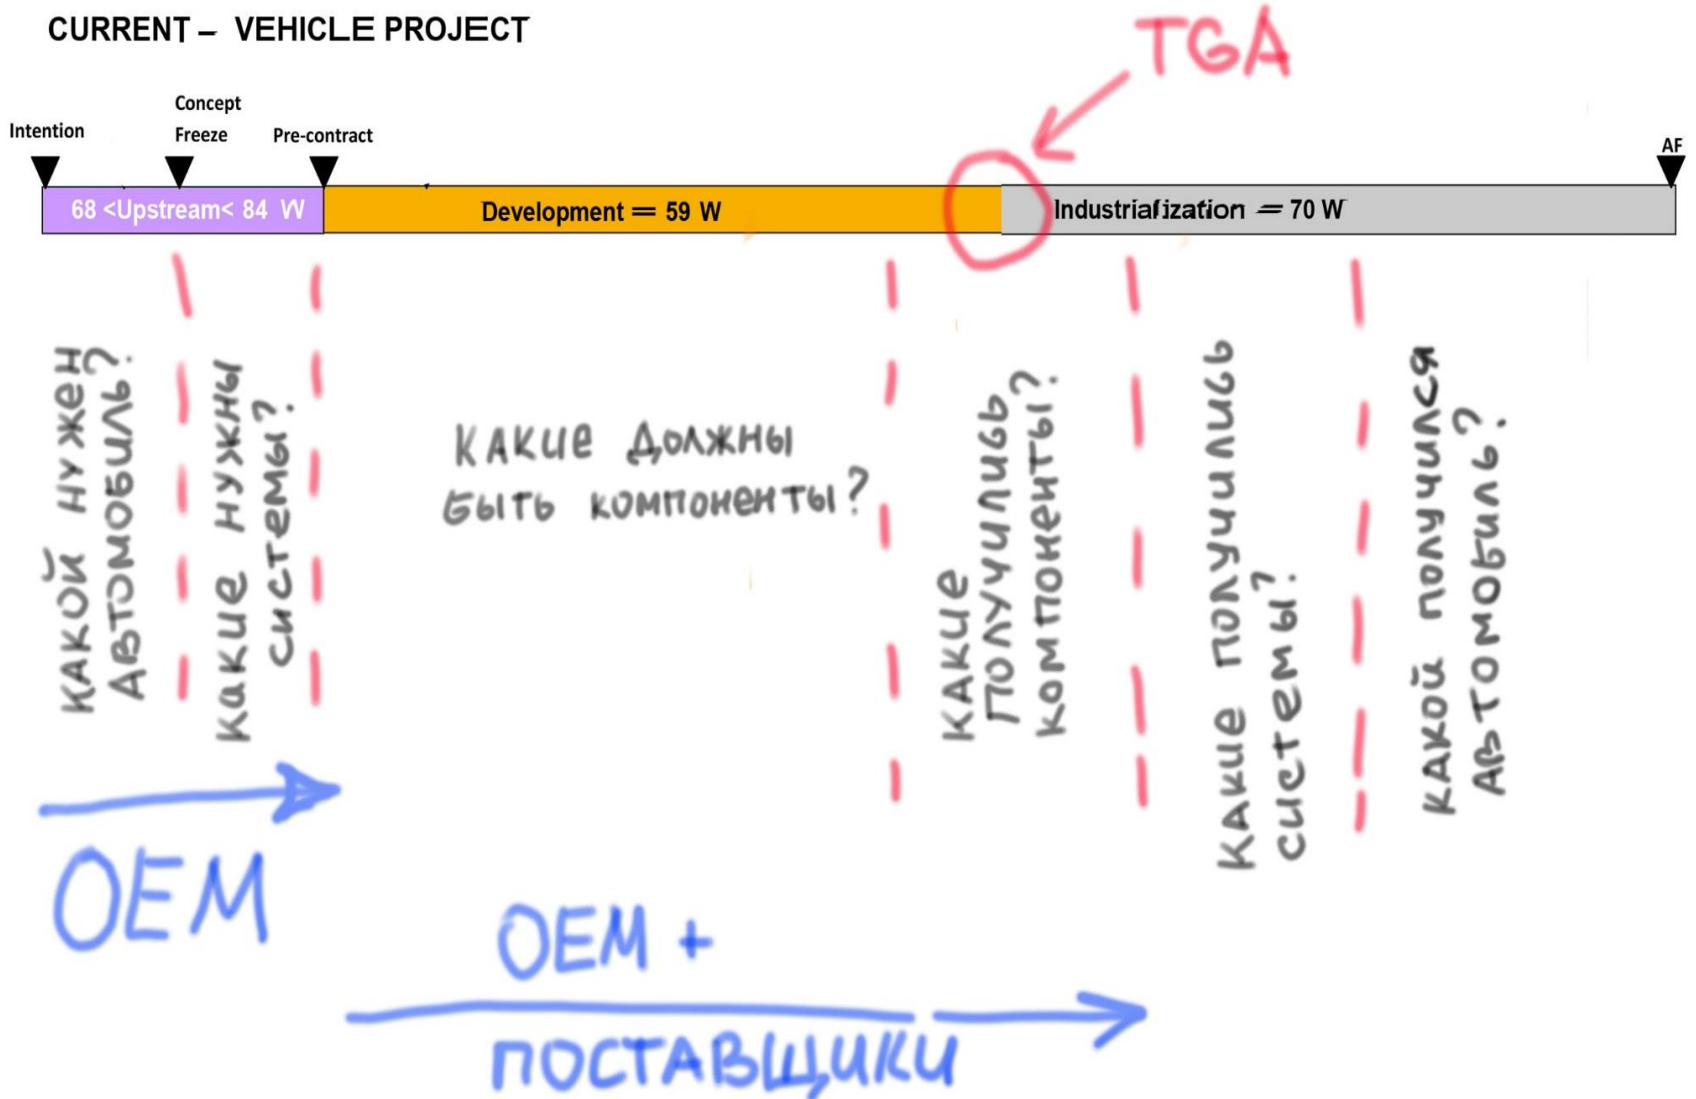 CURRENT – VEHICLE PROJECT
TGA
Intention
Concept
Freeze
Pre-contract
AF
68 <Upstream< 84 W
Development = 59 W
Industrialization = 70 W
КАКОЙ НУЖЕН
АВТОМОБИЛЬ?
КАКИЕ НУЖНЫ
СИСТЕМЫ?
КАКИЕ ДОЛЖНЫ
БЫТЬ КОМПОНЕНТЫ?
КАКИЕ
ПОЛУЧИЛИСЬ
КОМПОНЕНТЫ?
КАКИЕ ПОЛУЧИЛИСЬ
СИСТЕМЫ?
КАКОЙ ПОЛУЧИЛСЯ
АВТОМОБИЛЬ?
OEM
OEM +
ПОСТАВЩИКИ